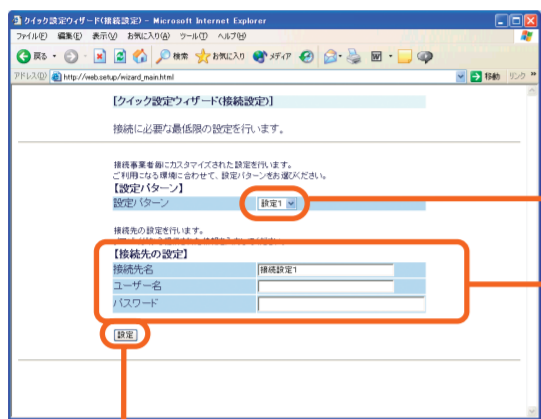 クイック設定ウィザード(接続設定) - Microsoft Internet Explorer
ファイル(F) 編集(E) 表示(V) お気に入り(A) ツール(T) ヘルプ(H)
戻る 検索 お気に入り メディア
アドレス(D) http://web.setup/wizard_main.html 移動 リンク »
[クイック設定ウィザード(接続設定)]
接続に必要な最低限の設定を行います。
接続事業者毎にカスタマイズされた設定を行います。
ご利用になる環境に合わせて、設定パターンをお選びください。
【設定パターン】
設定パターン 設定1
接続先の設定を行います。
【接続先の設定】
接続先名 接続設定1
ユーザー名
パスワード
設定